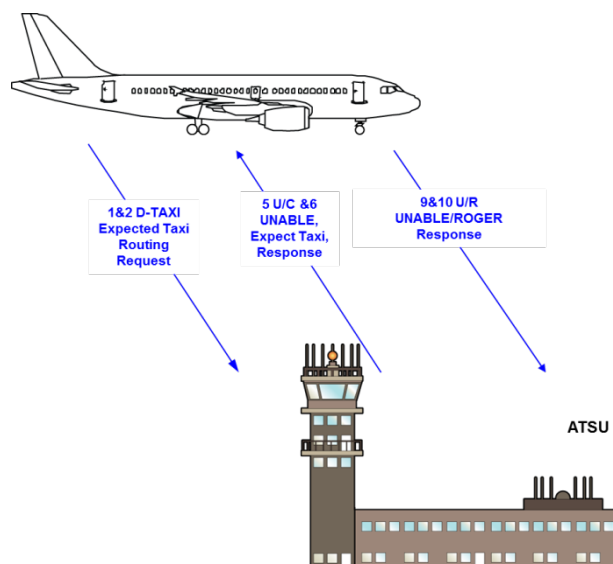 1&2 D-TAXI
Expected Taxi
Routing
Request
5 U/C &6
UNABLE,
Expect Taxi,
Response
9&10 U/R
UNABLE/ROGER
Response
ATSU